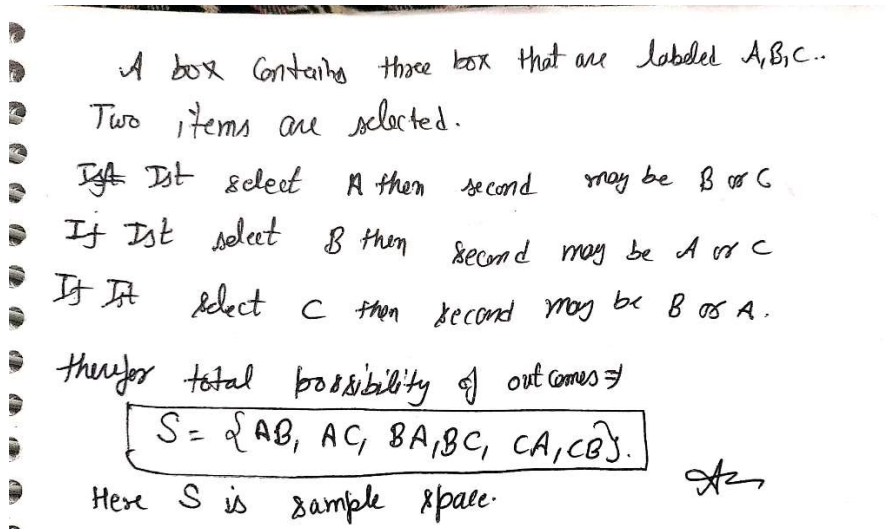 A box Contains three box that are labeled A,B,C..
Two items are selected.
Ist select A then second may be B or C
If Ist select B then second may be A or C
If Ist select C then second may be B or A.
therefor total possibility of outcomes ⇒
S = {AB, AC, BA, BC, CA, CB}.
Here S is sample space.